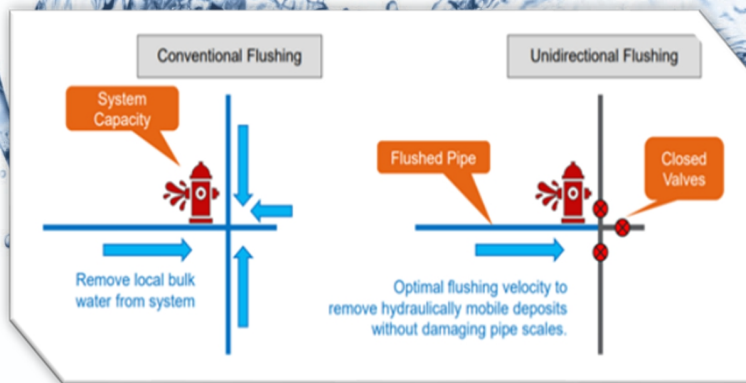 Conventional Flushing
System
Capacity
Remove local bulk
water from system
Unidirectional Flushing
Flushed Pipe
Closed
Valves
Optimal flushing velocity to
remove hydraulically mobile deposits
without damaging pipe scales.